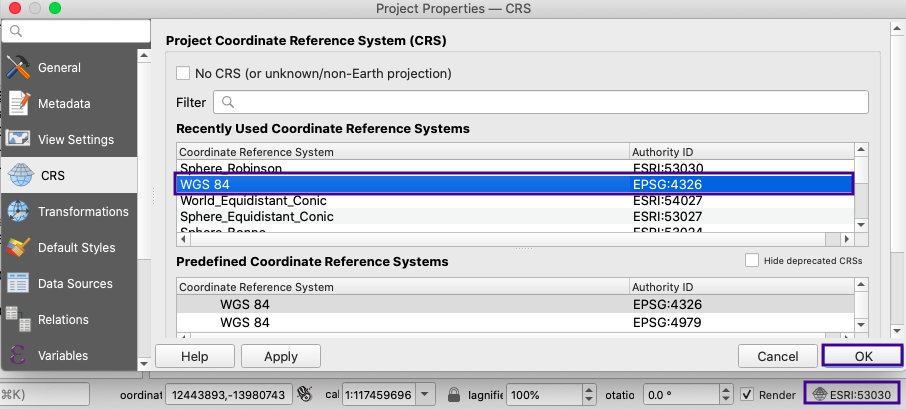 Project Properties — CRS
General
Metadata
View Settings
CRS
Transformations
Default Styles
Data Sources
Relations
Variables
Project Coordinate Reference System (CRS)
No CRS (or unknown/non-Earth projection)
Filter
Recently Used Coordinate Reference Systems
Coordinate Reference System Authority ID
Sphere_Robinson ESRI:53030
WGS 84 EPSG:4326
World_Equidistant_Conic ESRI:54027
Sphere_Equidistant_Conic ESRI:53027
Sphere_Bonne ESRI:53024
Predefined Coordinate Reference Systems Hide deprecated CRSs
Coordinate Reference System Authority ID
WGS 84 EPSG:4326
WGS 84 EPSG:4979
Help Apply Cancel OK
⌘K) oordinat 12443893,-13980743 cal 1:117459696 lagnifie 100% otatio 0.0 ° Render ESRI:53030